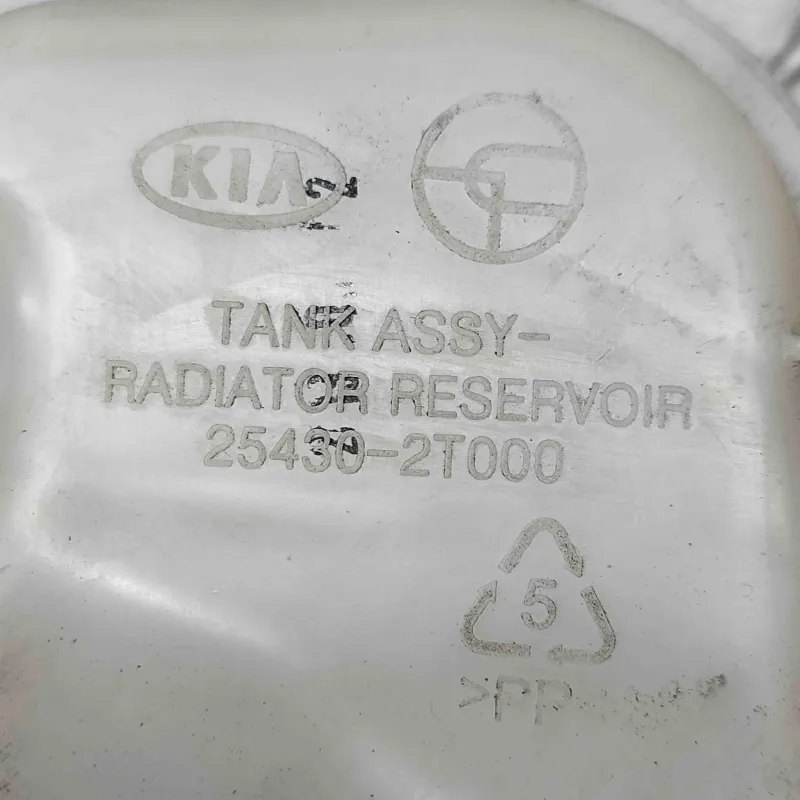 KIA
TANK ASSY-
RADIATOR RESERVOIR
25430-2T000
5
>PP